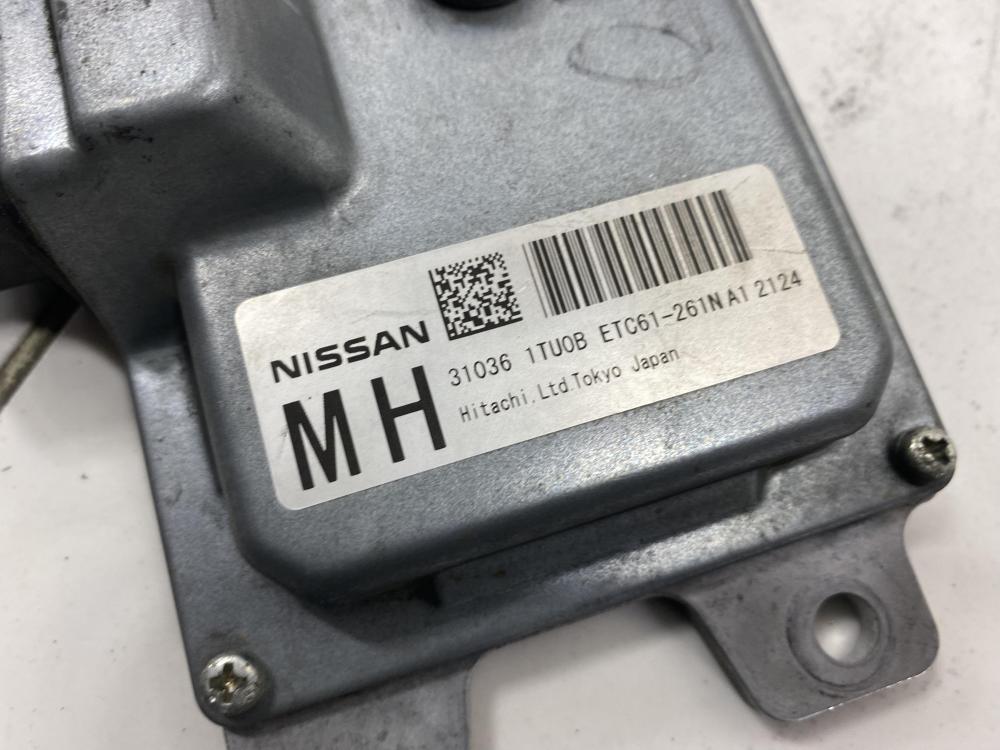 NISSAN
MH
31036 1TU0B ETC61-261N A1 2124
Hitachi,Ltd.Tokyo Japan